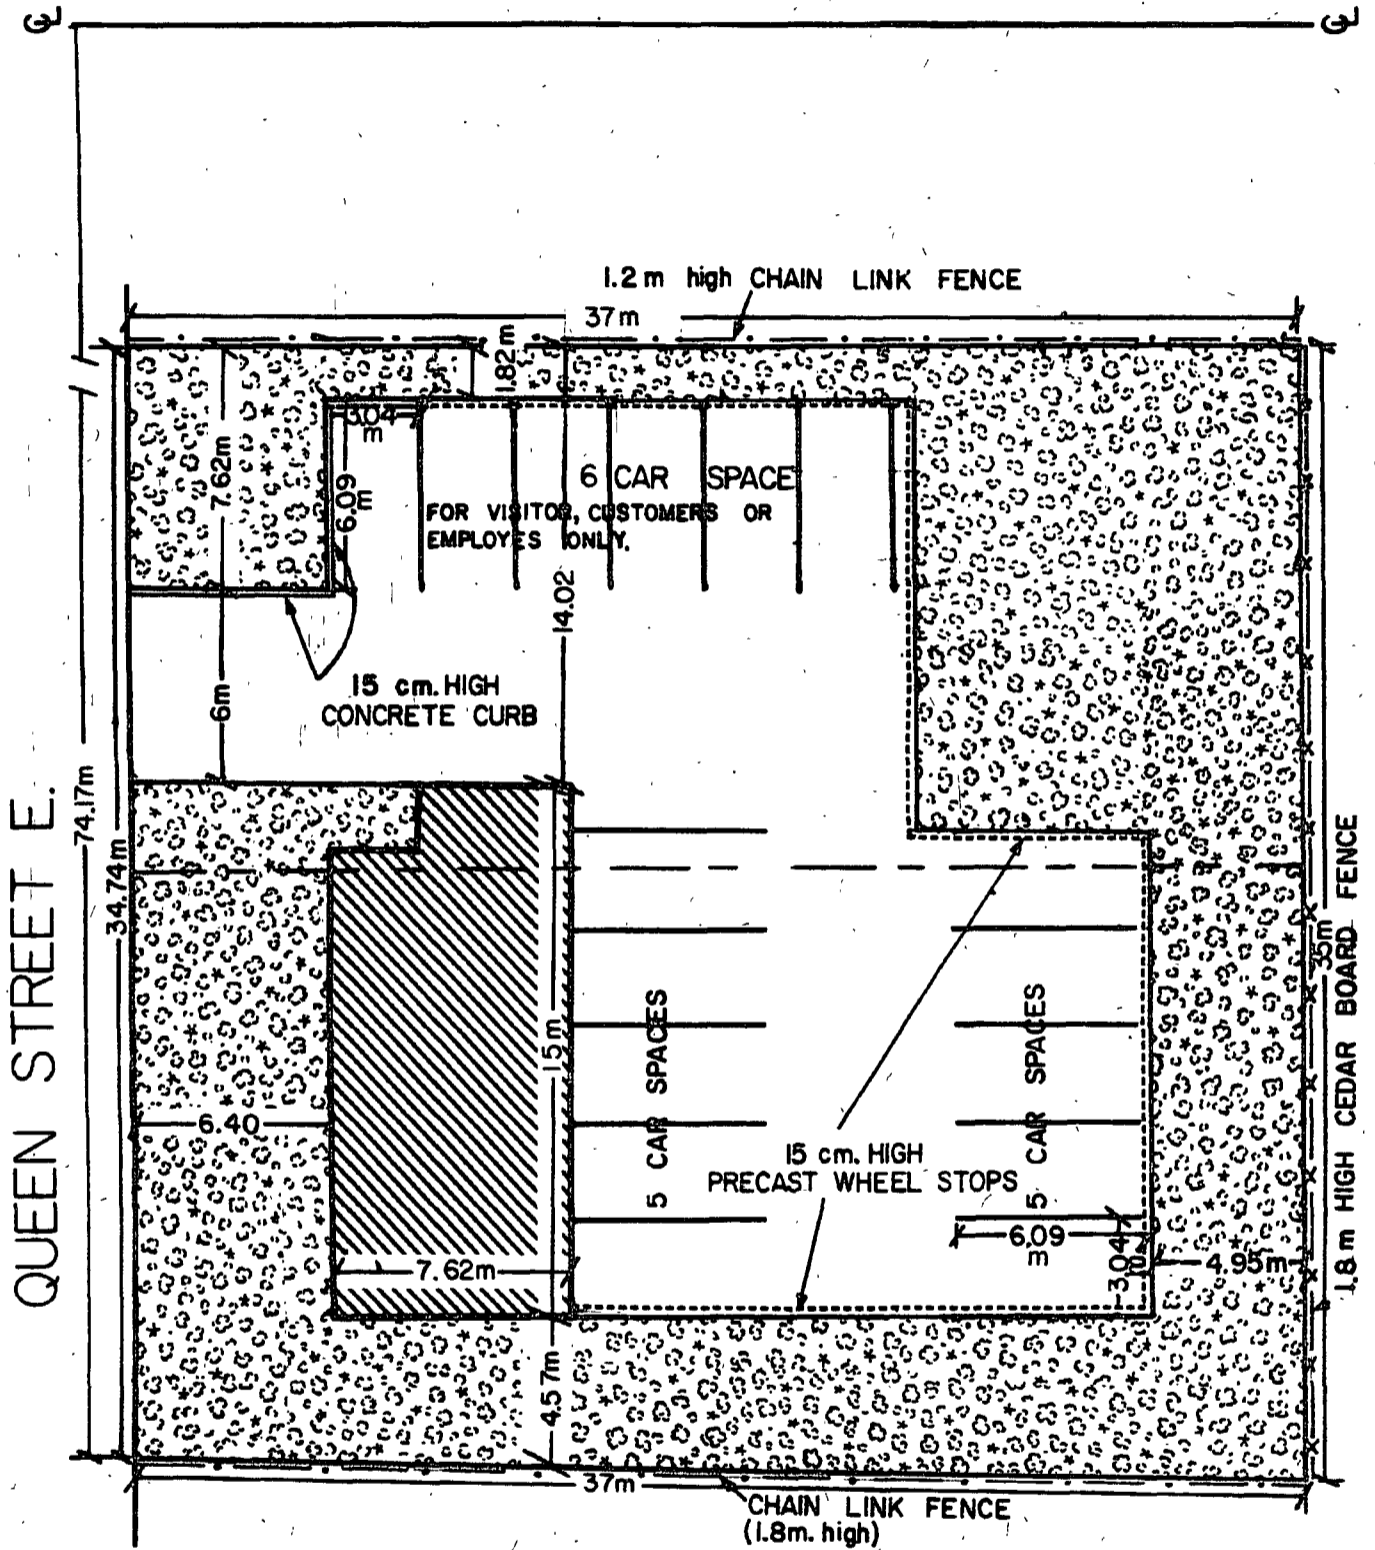 ℄ ℄
1.2 m high CHAIN LINK FENCE
37m
1.82m
3.04
m
7.62m
6.09
m
6 CAR SPACE
FOR VISITOR, CUSTOMERS OR
EMPLOYES ONLY.
14.02
15 cm. HIGH
CONCRETE CURB
6m
QUEEN STREET E.
74.17m
34.74m
35m
1.8 m HIGH CEDAR BOARD FENCE
15m
5 CAR SPACES
5 CAR SPACES
6.40
15 cm. HIGH
PRECAST WHEEL STOPS
6.09
m
3.04
m
4.95m
7.62m
4.57m
37m
CHAIN LINK FENCE
(1.8m. high)